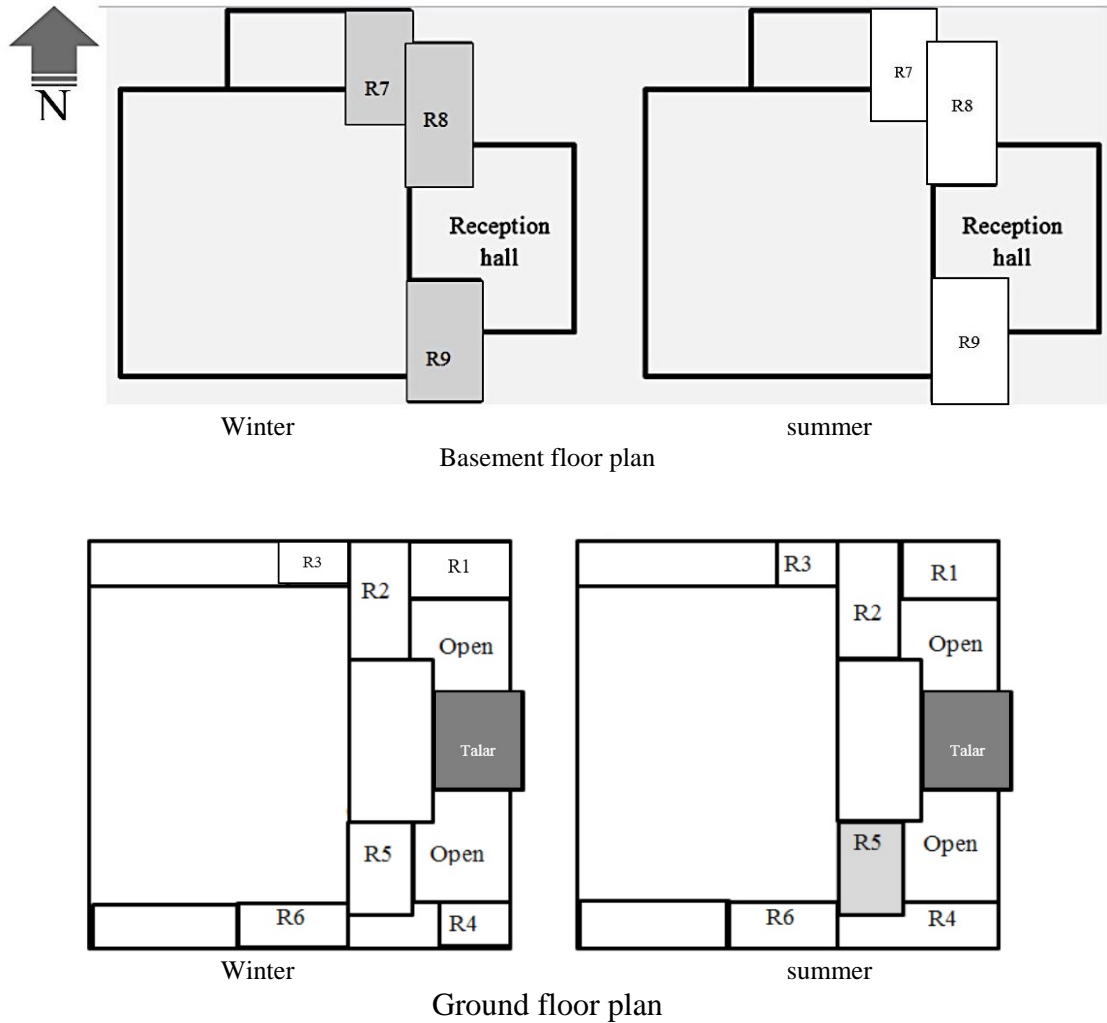 N
R7
R8
Reception
hall
R9
R7
R8
Reception
hall
R9
Winter
summer
Basement floor plan
R3
R2
R1
Open
Talar
R5
Open
R6
R4
R3
R2
R1
Open
Talar
R5
Open
R6
R4
Winter
summer
Ground floor plan